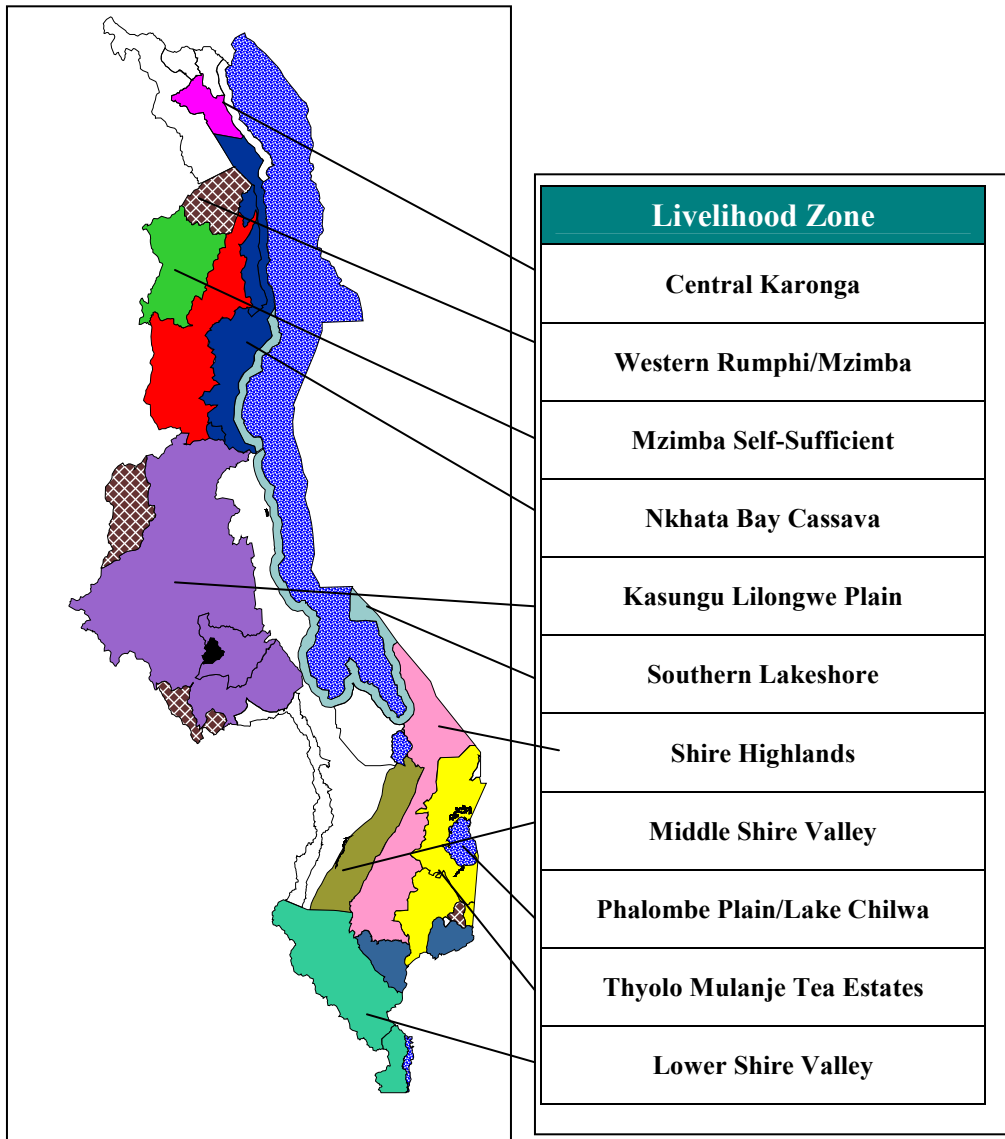 Livelihood Zone
Central Karonga
Western Rumphi/Mzimba
Mzimba Self-Sufficient
Nkhata Bay Cassava
Kasungu Lilongwe Plain
Southern Lakeshore
Shire Highlands
Middle Shire Valley
Phalombe Plain/Lake Chilwa
Thyolo Mulanje Tea Estates
Lower Shire Valley